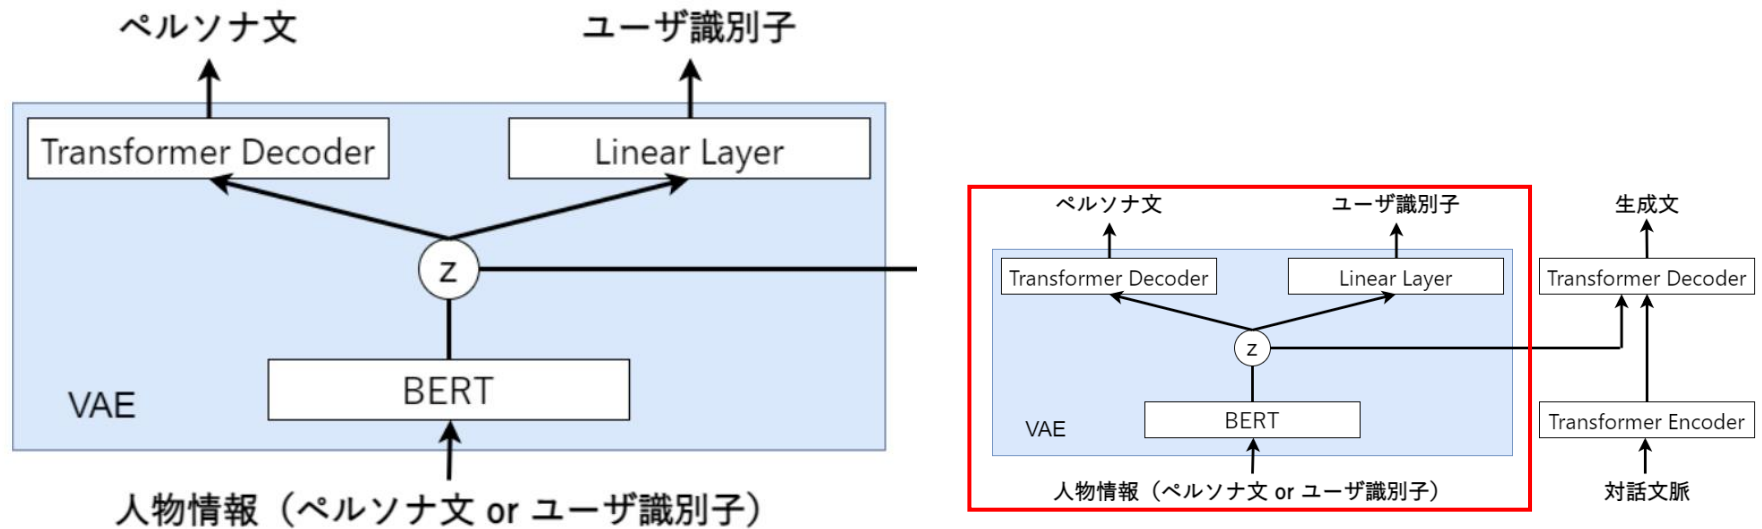 ペルソナ文
ユーザ識別子
Transformer Decoder
Linear Layer
z
BERT
VAE
人物情報（ペルソナ文 or ユーザ識別子）
ペルソナ文
ユーザ識別子
生成文
Transformer Decoder
Linear Layer
Transformer Decoder
z
BERT
Transformer Encoder
VAE
人物情報（ペルソナ文 or ユーザ識別子）
対話文脈